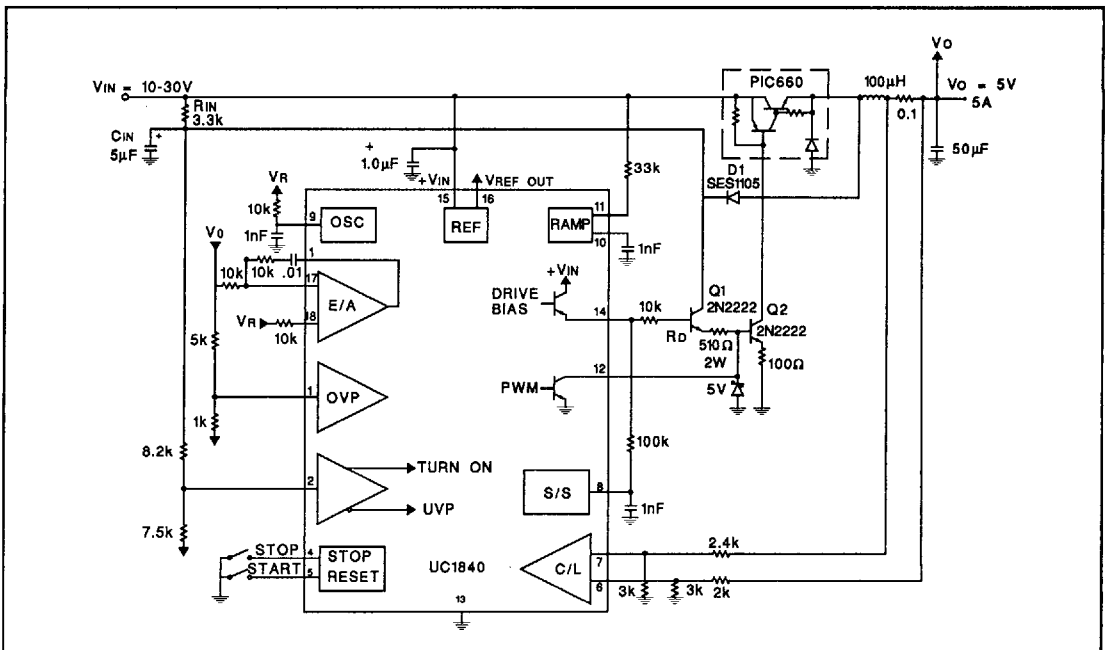 VIN = 10-30V
RIN
3.3k
CIN
5µF
+
1.0µF
+
+VIN
15
VREF OUT
16
33k
PIC660
100µH
0.1
VO
VO = 5V
5A
50µF
D1
SES1105
VR
10k
9
OSC
1nF
REF
RAMP
11
10
1nF
VO
10k
10k
.01
1
17
E/A
18
VR
10k
5k
1
OVP
1k
8.2k
2
TURN ON
UVP
7.5k
STOP
START
4
5
STOP
RESET
UC1840
13
+VIN
DRIVE
BIAS
14
10k
Q1
2N2222
RD
510Ω
2W
Q2
2N2222
100Ω
PWM
12
5V
100k
S/S
8
1nF
C/L
7
6
2.4k
3k
3k
2k